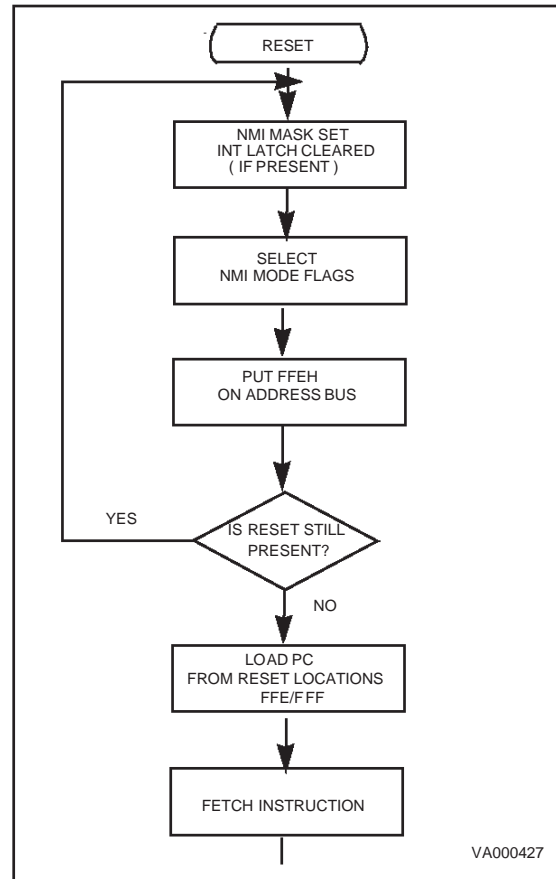 RESET
NMI MASK SET
INT LATCH CLEARED
( IF PRESENT )
SELECT
NMI MODE FLAGS
PUT FFEH
ON ADDRESS BUS
YES
IS RESET STILL
PRESENT?
NO
LOAD PC
FROM RESET LOCATIONS
FFE/FFF
FETCH INSTRUCTION
VA000427